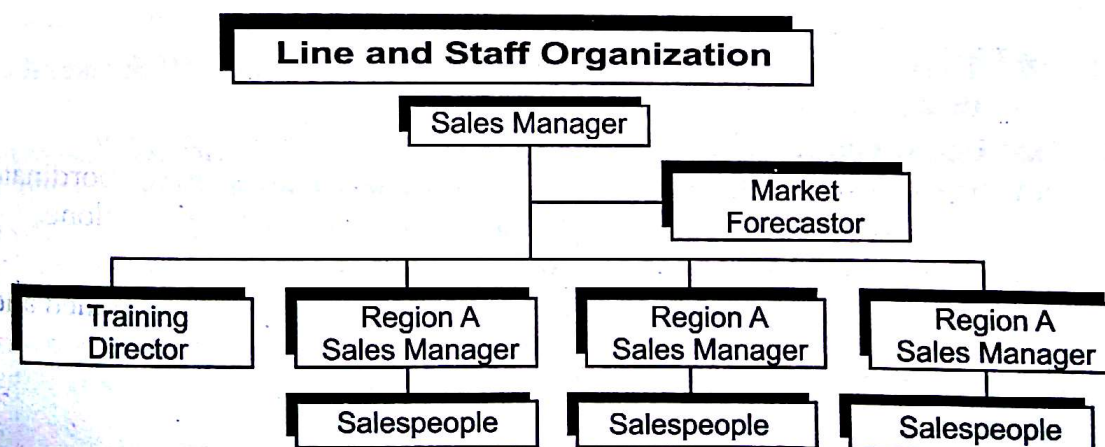 Line and Staff Organization
Sales Manager
Market
Forecastor
Training
Director
Region A
Sales Manager
Region A
Sales Manager
Region A
Sales Manager
Salespeople
Salespeople
Salespeople